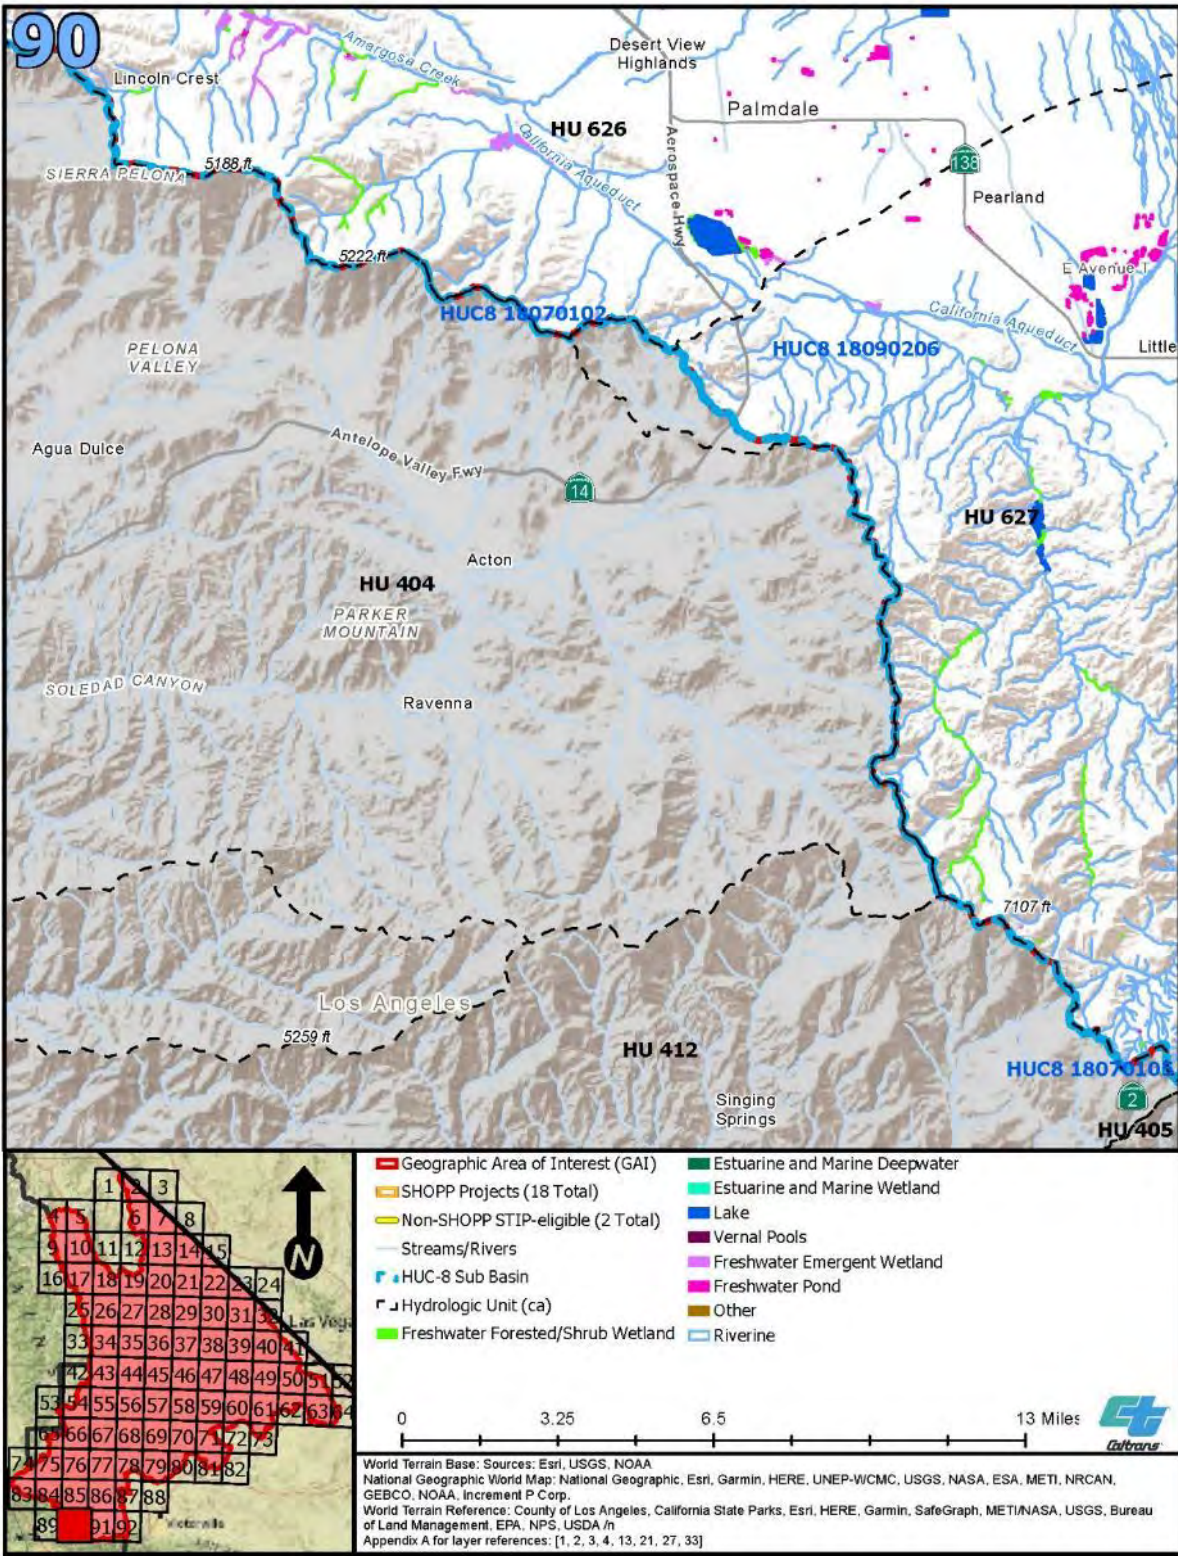 90
Lincoln Crest
Amargosa Creek
Desert View
Highlands
Palmdale
HU 626
California Aqueduct
Aerospace Hwy
138
Pearland
SIERRA PELONA
5188 ft
5222 ft
E Avenue T
HUC8 18070102
California Aqueduct
HUC8 18090206
Little
PELONA
VALLEY
Agua Dulce
Antelope Valley Fwy
14
HU 627
Acton
HU 404
PARKER
MOUNTAIN
SOLEDAD CANYON
Ravenna
7107 ft
Los Angeles
5259 ft
HU 412
HUC8 18070105
Singing
Springs
2
HU 405
1 2 3
4 5 6 7 8
9 10 11 12 13 14 15
16 17 18 19 20 21 22 23 24
25 26 27 28 29 30 31 32
Las Vega
33 34 35 36 37 38 39 40 41
42 43 44 45 46 47 48 49 50 51 52
53 54 55 56 57 58 59 60 61 62 63 64
65 66 67 68 69 70 71 72 73
74 75 76 77 78 79 80 81 82
83 84 85 86 87 88
89 91 92
Victorville
N
Geographic Area of Interest (GAI)
SHOPP Projects (18 Total)
Non-SHOPP STIP-eligible (2 Total)
Streams/Rivers
HUC-8 Sub Basin
Hydrologic Unit (ca)
Freshwater Forested/Shrub Wetland
Estuarine and Marine Deepwater
Estuarine and Marine Wetland
Lake
Vernal Pools
Freshwater Emergent Wetland
Freshwater Pond
Other
Riverine
0 3.25 6.5 13 Miles
Caltrans
World Terrain Base: Sources: Esri, USGS, NOAA
National Geographic World Map: National Geographic, Esri, Garmin, HERE, UNEP-WCMC, USGS, NASA, ESA, METI, NRCAN,
GEBCO, NOAA, Increment P Corp.
World Terrain Reference: County of Los Angeles, California State Parks, Esri, HERE, Garmin, SafeGraph, METI/NASA, USGS, Bureau
of Land Management, EPA, NPS, USDA /n
Appendix A for layer references: [1, 2, 3, 4, 13, 21, 27, 33]